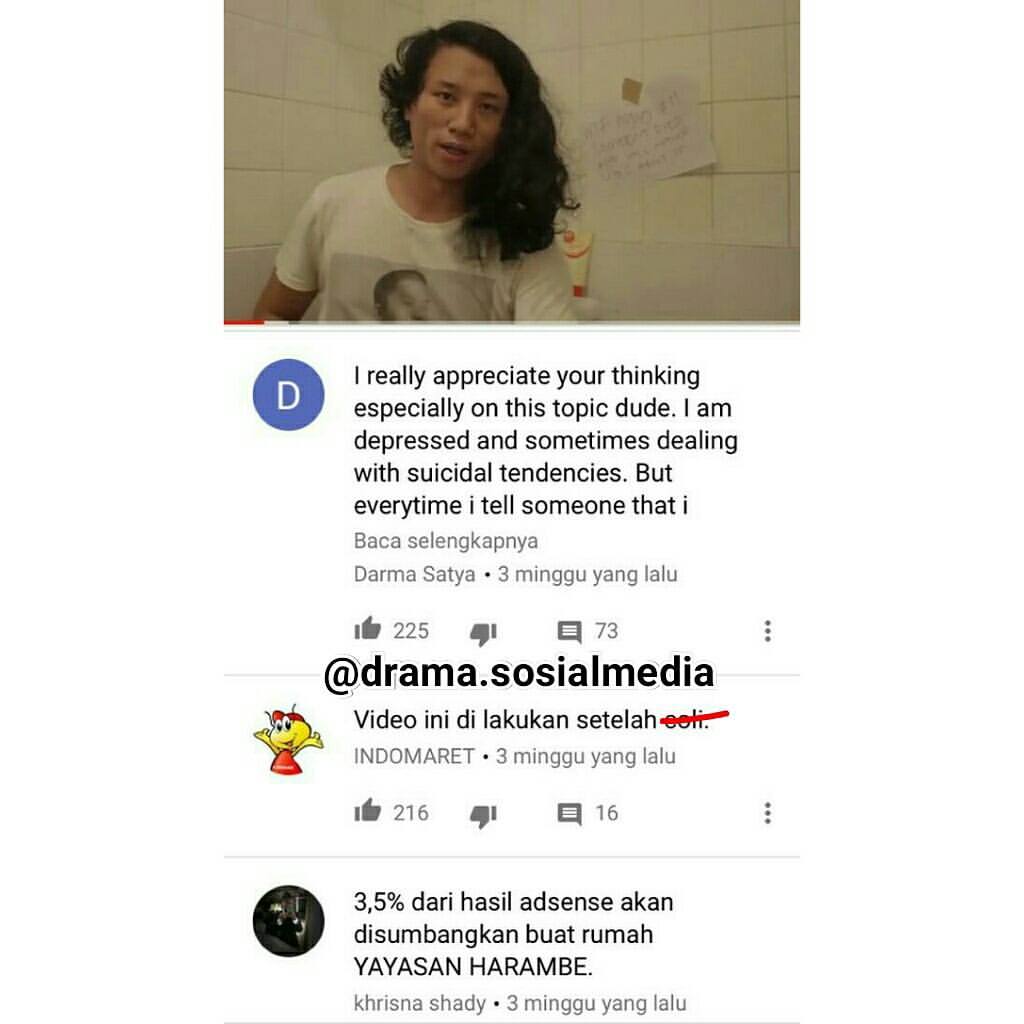 D
I really appreciate your thinking
especially on this topic dude. I am
depressed and sometimes dealing
with suicidal tendencies. But
everytime i tell someone that i
Baca selengkapnya
Darma Satya • 3 minggu yang lalu
225 73
@drama.sosialmedia
Video ini di lakukan setelah soli.
INDOMARET • 3 minggu yang lalu
216 16
3,5% dari hasil adsense akan
disumbangkan buat rumah
YAYASAN HARAMBE.
khrisna shady • 3 minggu yang lalu